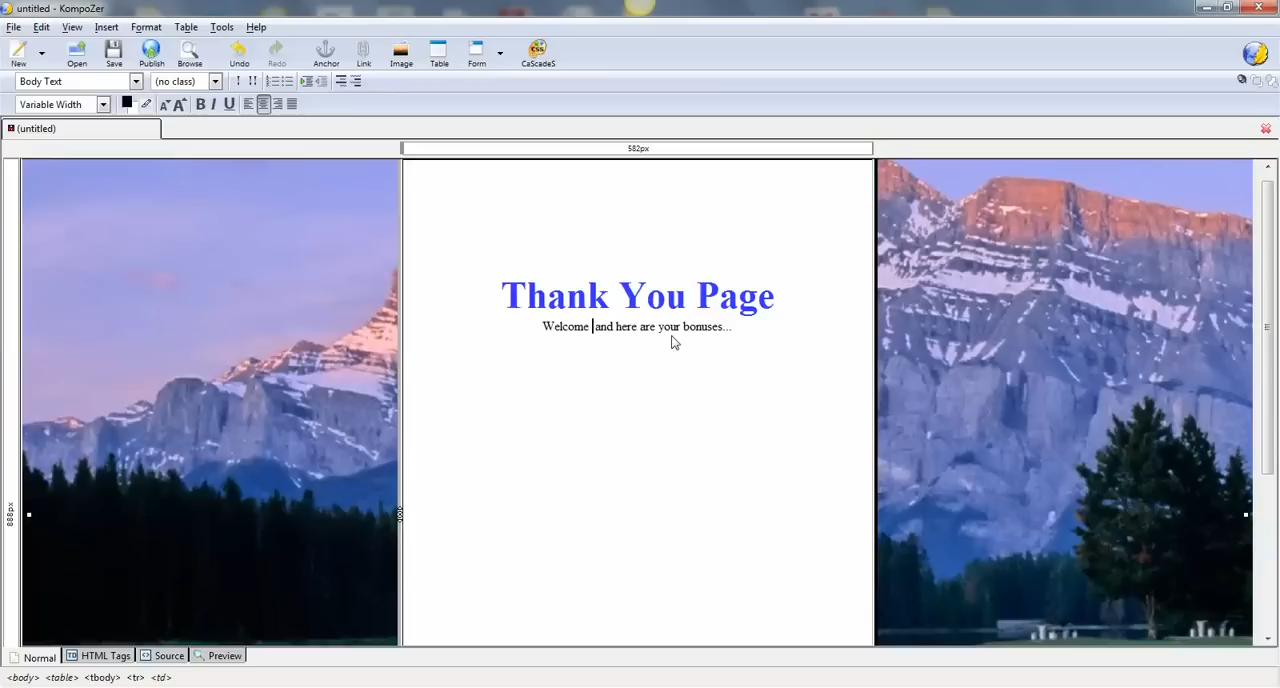 untitled - KompoZer
File Edit View Insert Format Table Tools Help
New Open Save Publish Browse Undo Redo Anchor Link Image Table Form CaScadeS
Body Text (no class)
Variable Width B I U
(untitled)
582px
888px
Thank You Page
Welcome and here are your bonuses...
Normal HTML Tags Source Preview
<body> <table> <tbody> <tr> <td>